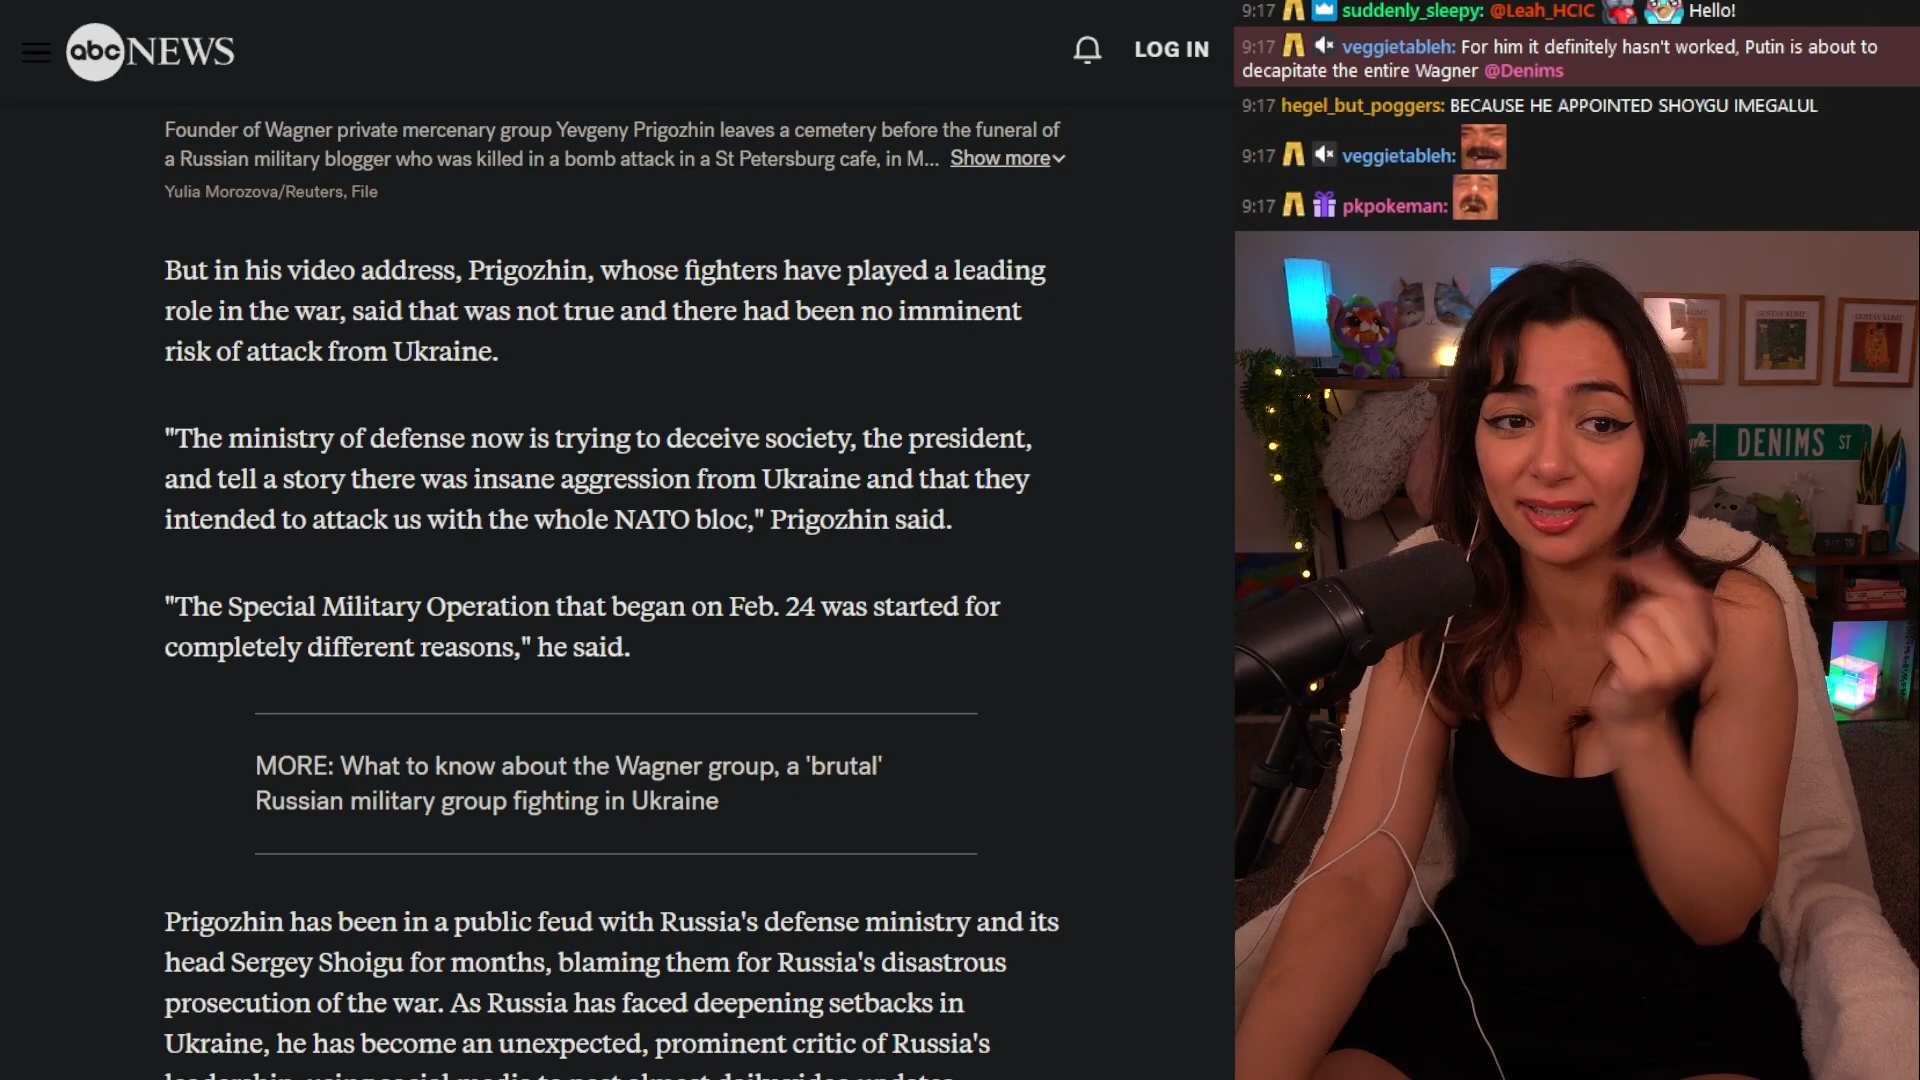 abc NEWS
LOG IN
Founder of Wagner private mercenary group Yevgeny Prigozhin leaves a cemetery before the funeral of
a Russian military blogger who was killed in a bomb attack in a St Petersburg cafe, in M... Show more
Yulia Morozova/Reuters, File
But in his video address, Prigozhin, whose fighters have played a leading
role in the war, said that was not true and there had been no imminent
risk of attack from Ukraine.
"The ministry of defense now is trying to deceive society, the president,
and tell a story there was insane aggression from Ukraine and that they
intended to attack us with the whole NATO bloc," Prigozhin said.
"The Special Military Operation that began on Feb. 24 was started for
completely different reasons," he said.
MORE: What to know about the Wagner group, a 'brutal'
Russian military group fighting in Ukraine
Prigozhin has been in a public feud with Russia's defense ministry and its
head Sergey Shoigu for months, blaming them for Russia's disastrous
prosecution of the war. As Russia has faced deepening setbacks in
Ukraine, he has become an unexpected, prominent critic of Russia's
9:17 suddenly_sleepy: @Leah_HCIC Hello!
9:17 veggietableh: For him it definitely hasn't worked, Putin is about to
decapitate the entire Wagner @Denims
9:17 hegel_but_poggers: BECAUSE HE APPOINTED SHOYGU IMEGALUL
9:17 veggietableh:
9:17 pkpokeman:
GUSTAV KLIMT
GUSTAV KLIMT
DENIMS ST